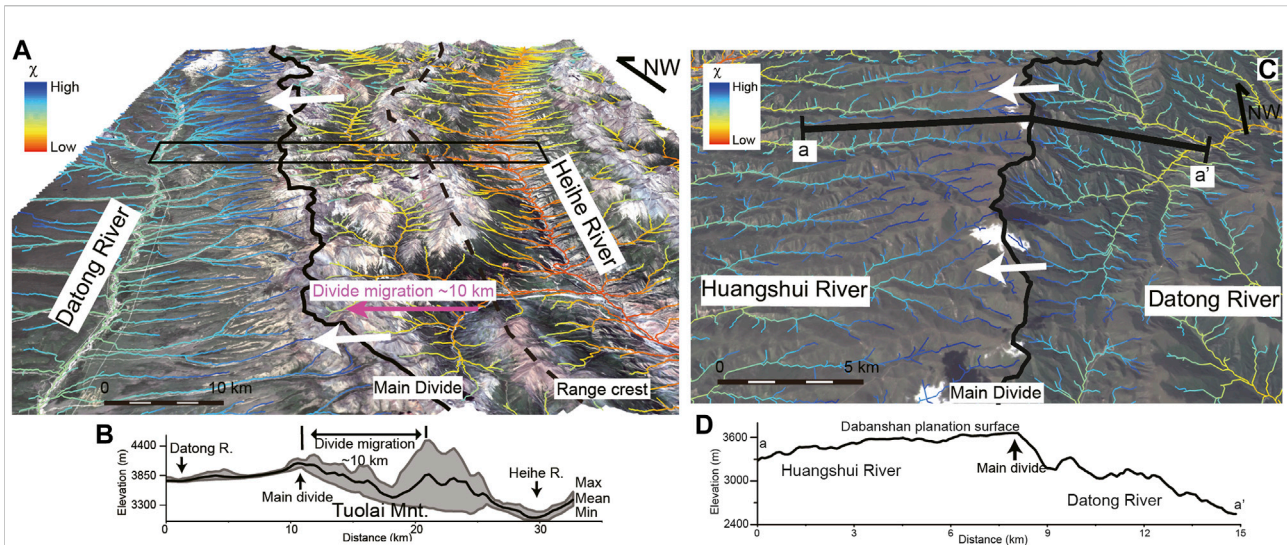 A
χ
High
Low
NW
Datong River
Heihe River
Divide migration ~10 km
0 10 km
Main Divide
Range crest
B
Elevation (m)
4400
3850
3300
Datong R.
Divide migration
~10 km
Main divide
Tuolai Mnt.
Heihe R.
Max
Mean
Min
0 10 20 30
Distance (km)
C
χ
High
Low
NW
a
a'
Huangshui River
Datong River
0 5 km
Main Divide
D
Elevation (m)
3600
3000
2400
a
Dabanshan planation surface
Main divide
Huangshui River
Datong River
a'
0 3 6 9 12 15
Distance (km)